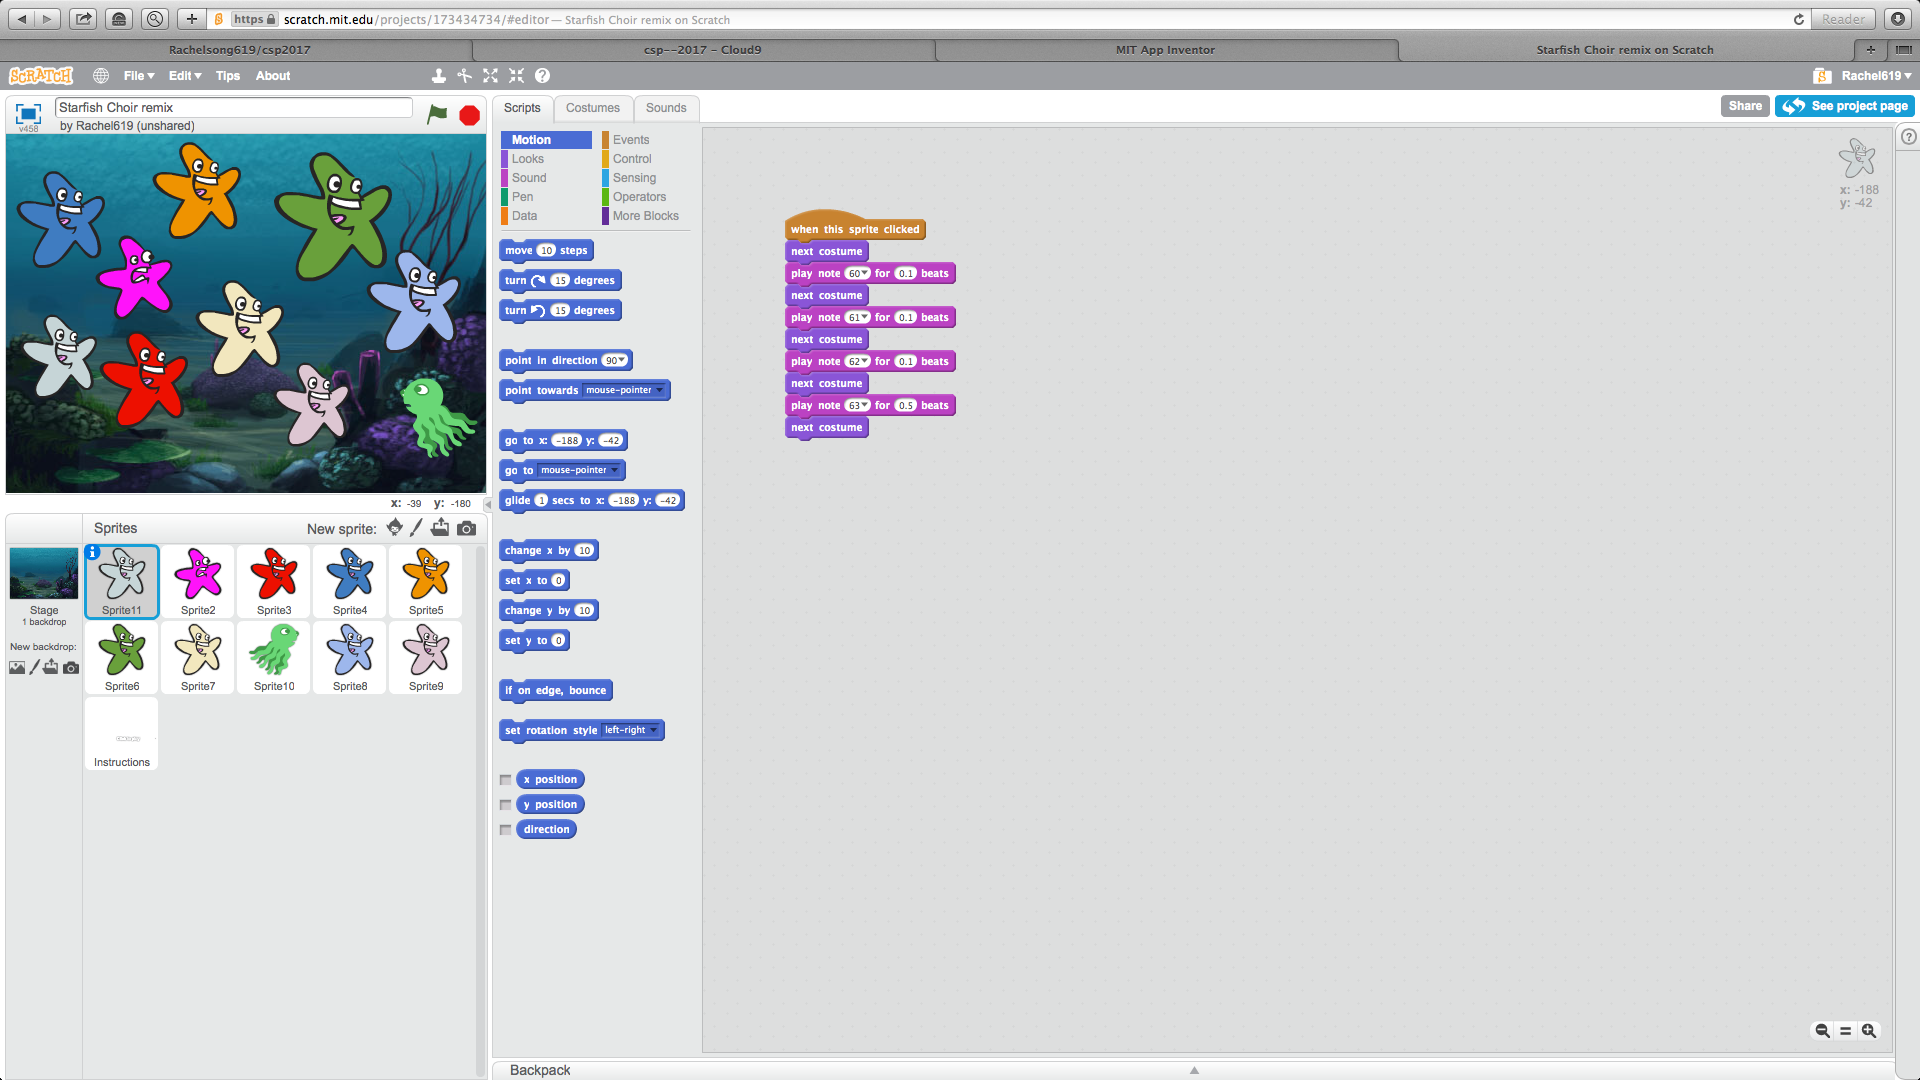 https scratch.mit.edu/projects/173434734/#editor — Starfish Choir remix on Scratch
Reader
Rachelsong619/csp2017
csp--2017 - Cloud9
MIT App Inventor
Starfish Choir remix on Scratch
SCRATCH
File
Edit
Tips
About
Rachel619
v458
Starfish Choir remix
by Rachel619 (unshared)
Scripts
Costumes
Sounds
Share
See project page
Motion
Looks
Sound
Pen
Data
Events
Control
Sensing
Operators
More Blocks
move 10 steps
turn 15 degrees
turn 15 degrees
point in direction 90
point towards mouse-pointer
go to x: -188 y: -42
go to mouse-pointer
glide 1 secs to x: -188 y: -42
change x by 10
set x to 0
change y by 10
set y to 0
if on edge, bounce
set rotation style left-right
x position
y position
direction
when this sprite clicked
next costume
play note 60 for 0.1 beats
next costume
play note 61 for 0.1 beats
next costume
play note 62 for 0.1 beats
next costume
play note 63 for 0.5 beats
next costume
x: -188
y: -42
x: -39 y: -180
Sprites
New sprite:
Stage
1 backdrop
New backdrop:
Sprite11
Sprite2
Sprite3
Sprite4
Sprite5
Sprite6
Sprite7
Sprite10
Sprite8
Sprite9
Instructions
Backpack